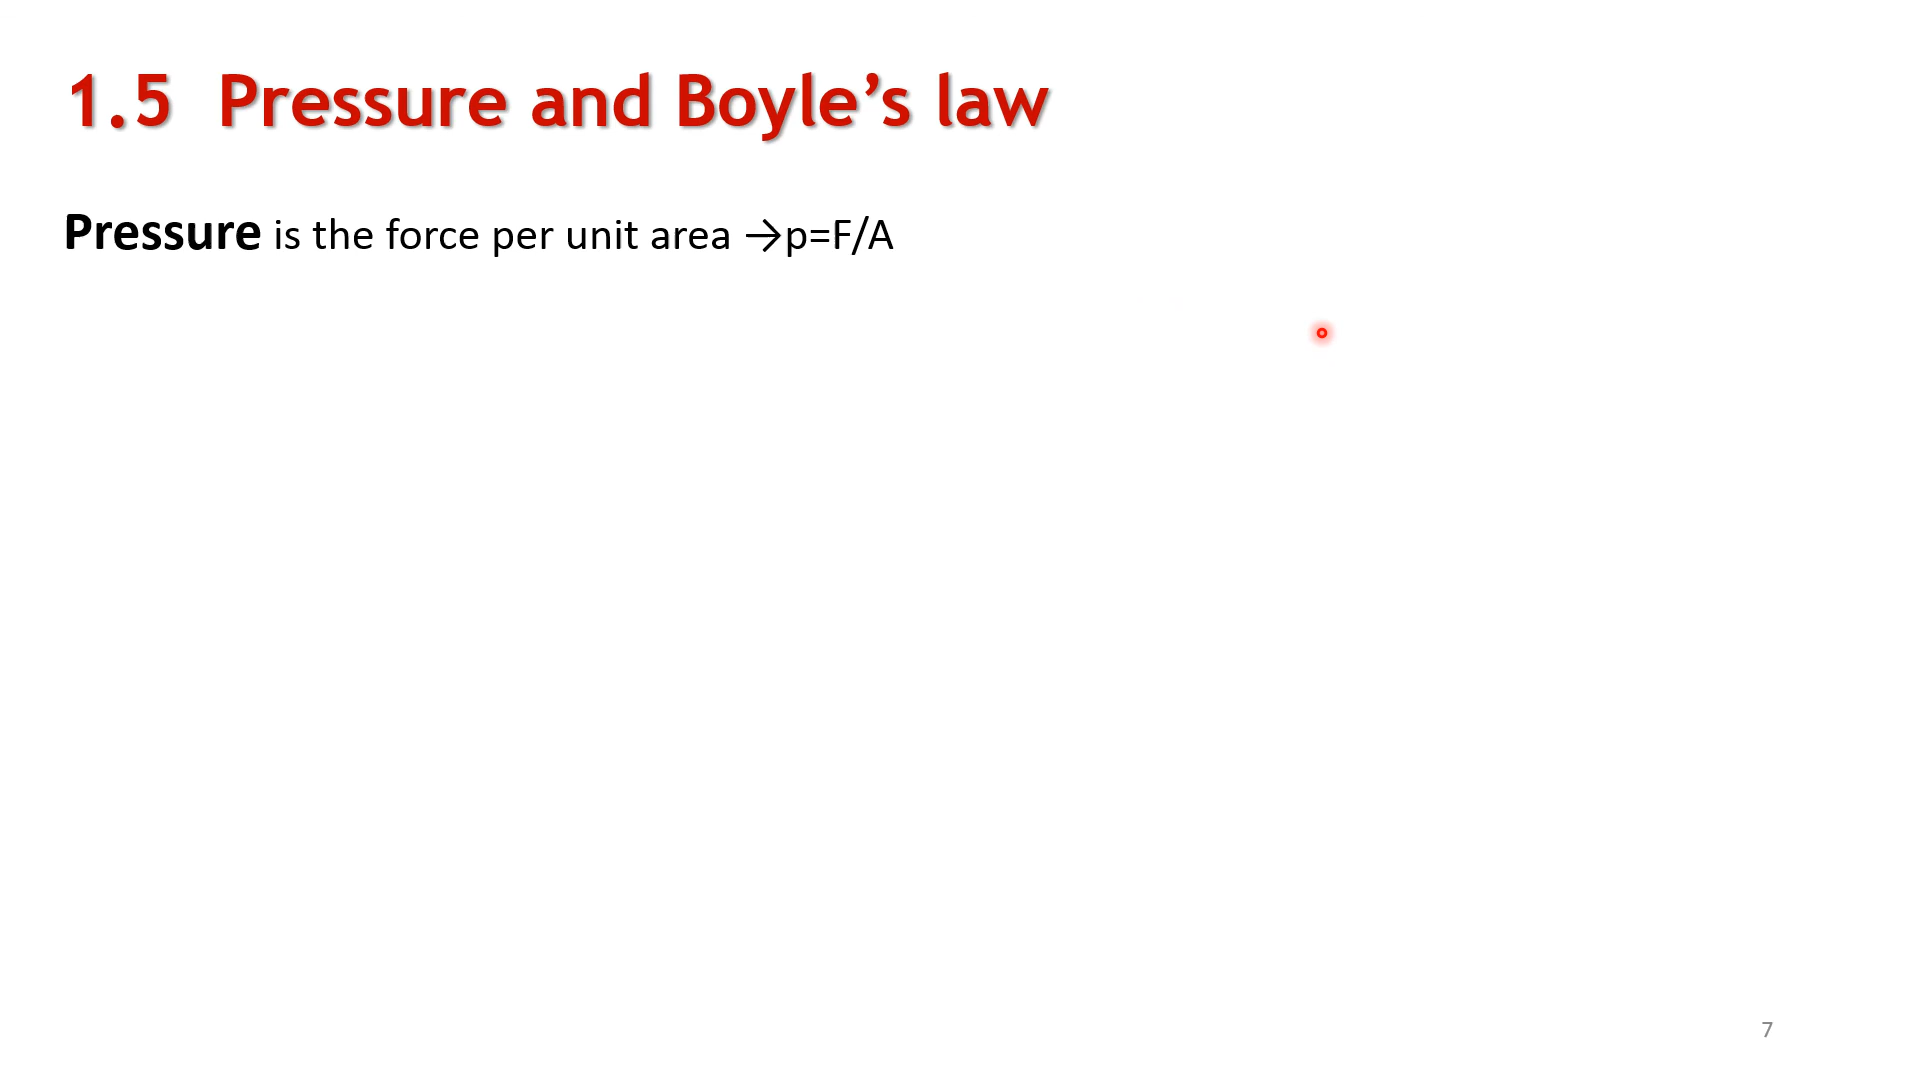 1.5 Pressure and Boyle’s law
Pressure is the force per unit area →p=F/A
7